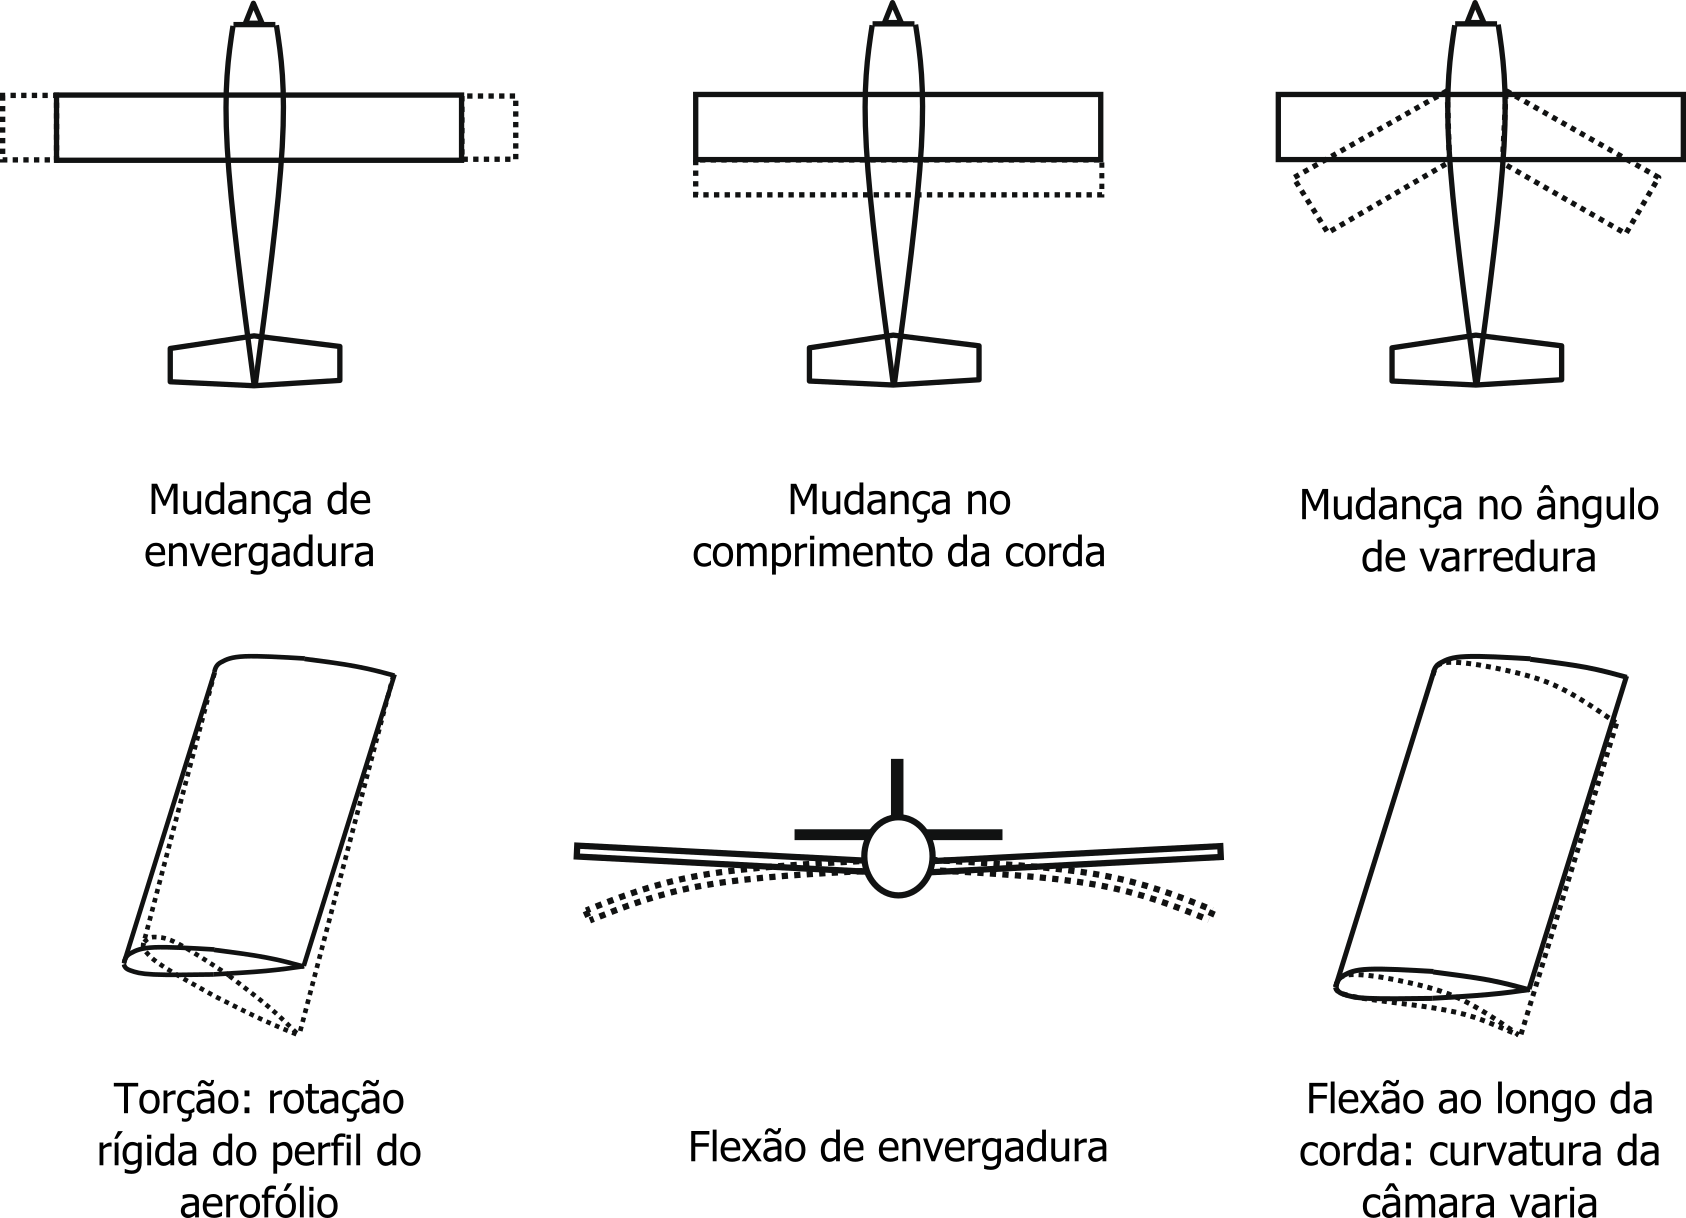 Mudança de
envergadura
Mudança no
comprimento da corda
Mudança no ângulo
de varredura
Torção: rotação
rígida do perfil do
aerofólio
Flexão de envergadura
Flexão ao longo da
corda: curvatura da
câmara varia